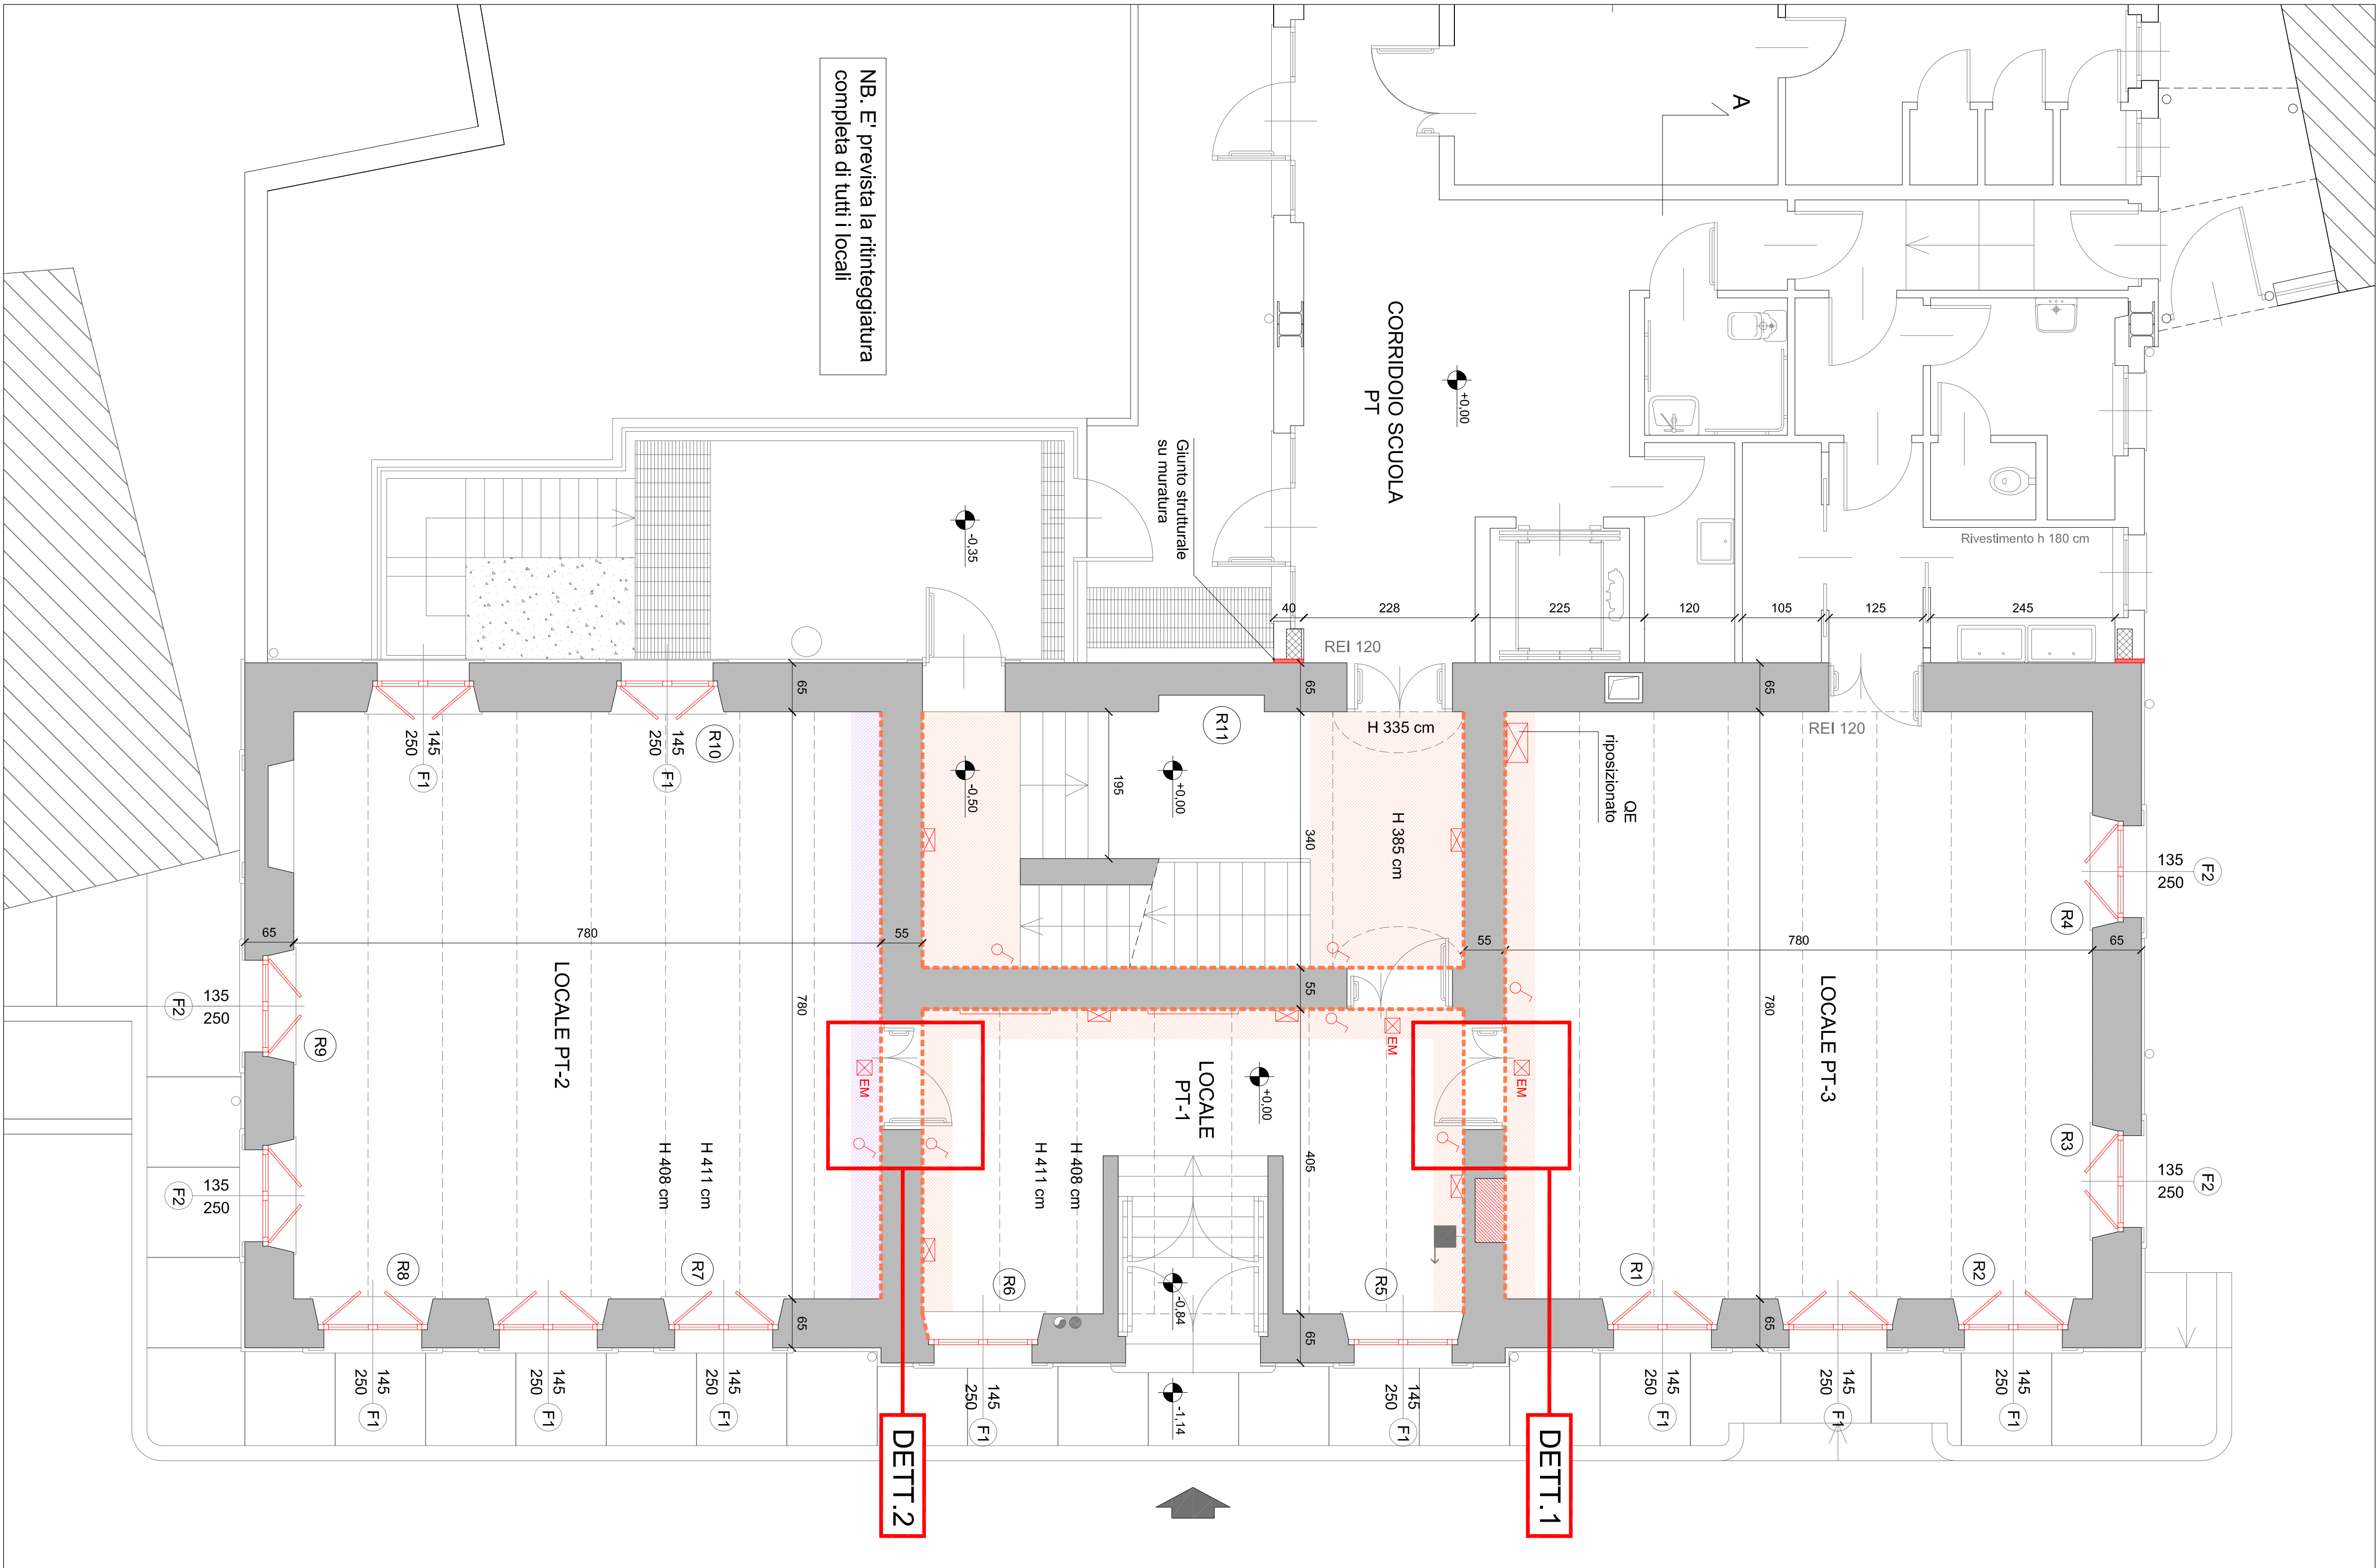 NB. E' prevista la ritinteggiatura
completa di tutti i locali
A
CORRIDOIO SCUOLA
PT
+0,00
Giunto strutturale
su muratura
-0,35
Rivestimento h 180 cm
40
228
225
120
105
125
245
REI 120
REI 120
65
65
65
H 335 cm
R11
R10
145
250
F1
145
250
F1
QE
riposizionato
-0,50
+0,00
195
340
H 385 cm
135
250
F2
R4
65
780
55
55
780
65
LOCALE PT-2
780
55
780
LOCALE PT-3
135
250
F2
R9
EM
EM
EM
LOCALE
PT-1
+0,00
H 411 cm
H 408 cm
H 408 cm
H 411 cm
405
R3
135
250
F2
135
250
F2
R8
R7
R6
R5
R1
R2
-0,84
65
65
65
145
250
F1
145
250
F1
145
250
F1
145
250
F1
-1,14
145
250
F1
145
250
F1
145
250
F1
145
250
F1
DETT.2
DETT.1